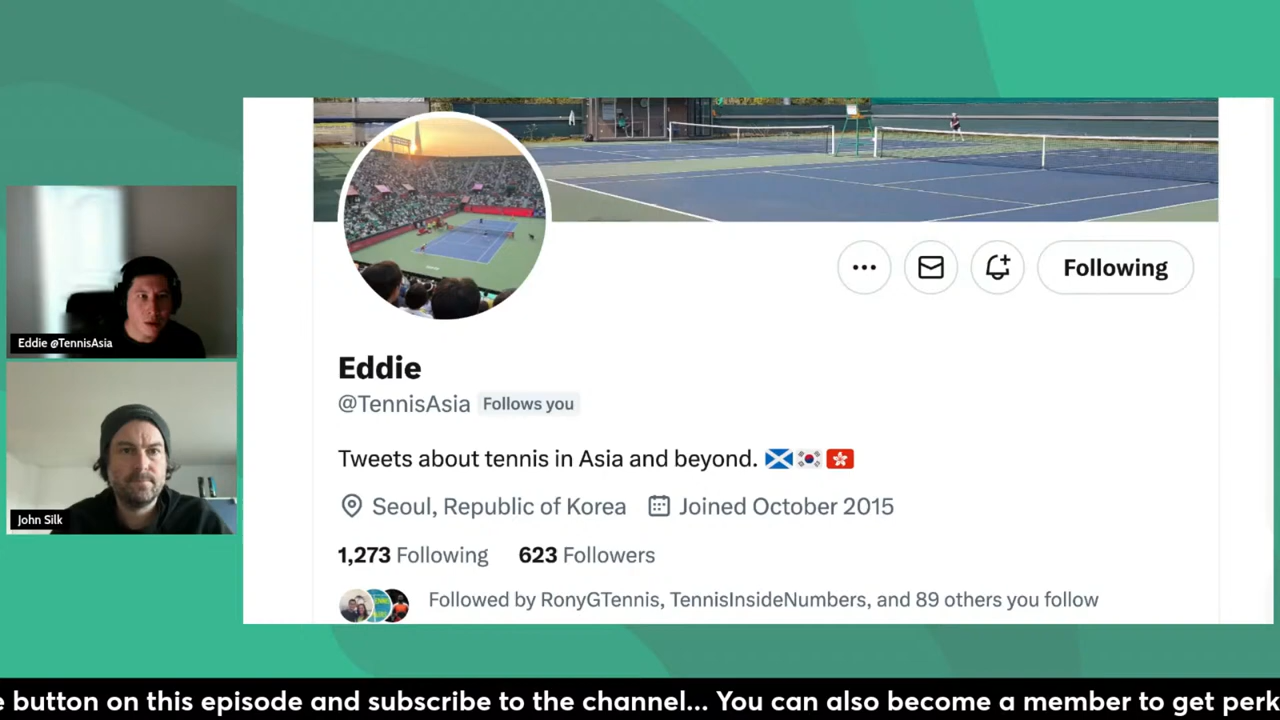 Following
Eddie
@TennisAsia Follows you
Tweets about tennis in Asia and beyond. 🏴󠁧󠁢󠁳󠁣󠁴󠁿🇰🇷🇭🇰
Seoul, Republic of Korea Joined October 2015
1,273 Following 623 Followers
Followed by RonyGTennis, TennisInsideNumbers, and 89 others you follow
Eddie @TennisAsia
John Silk
e button on this episode and subscribe to the channel... You can also become a member to get perk